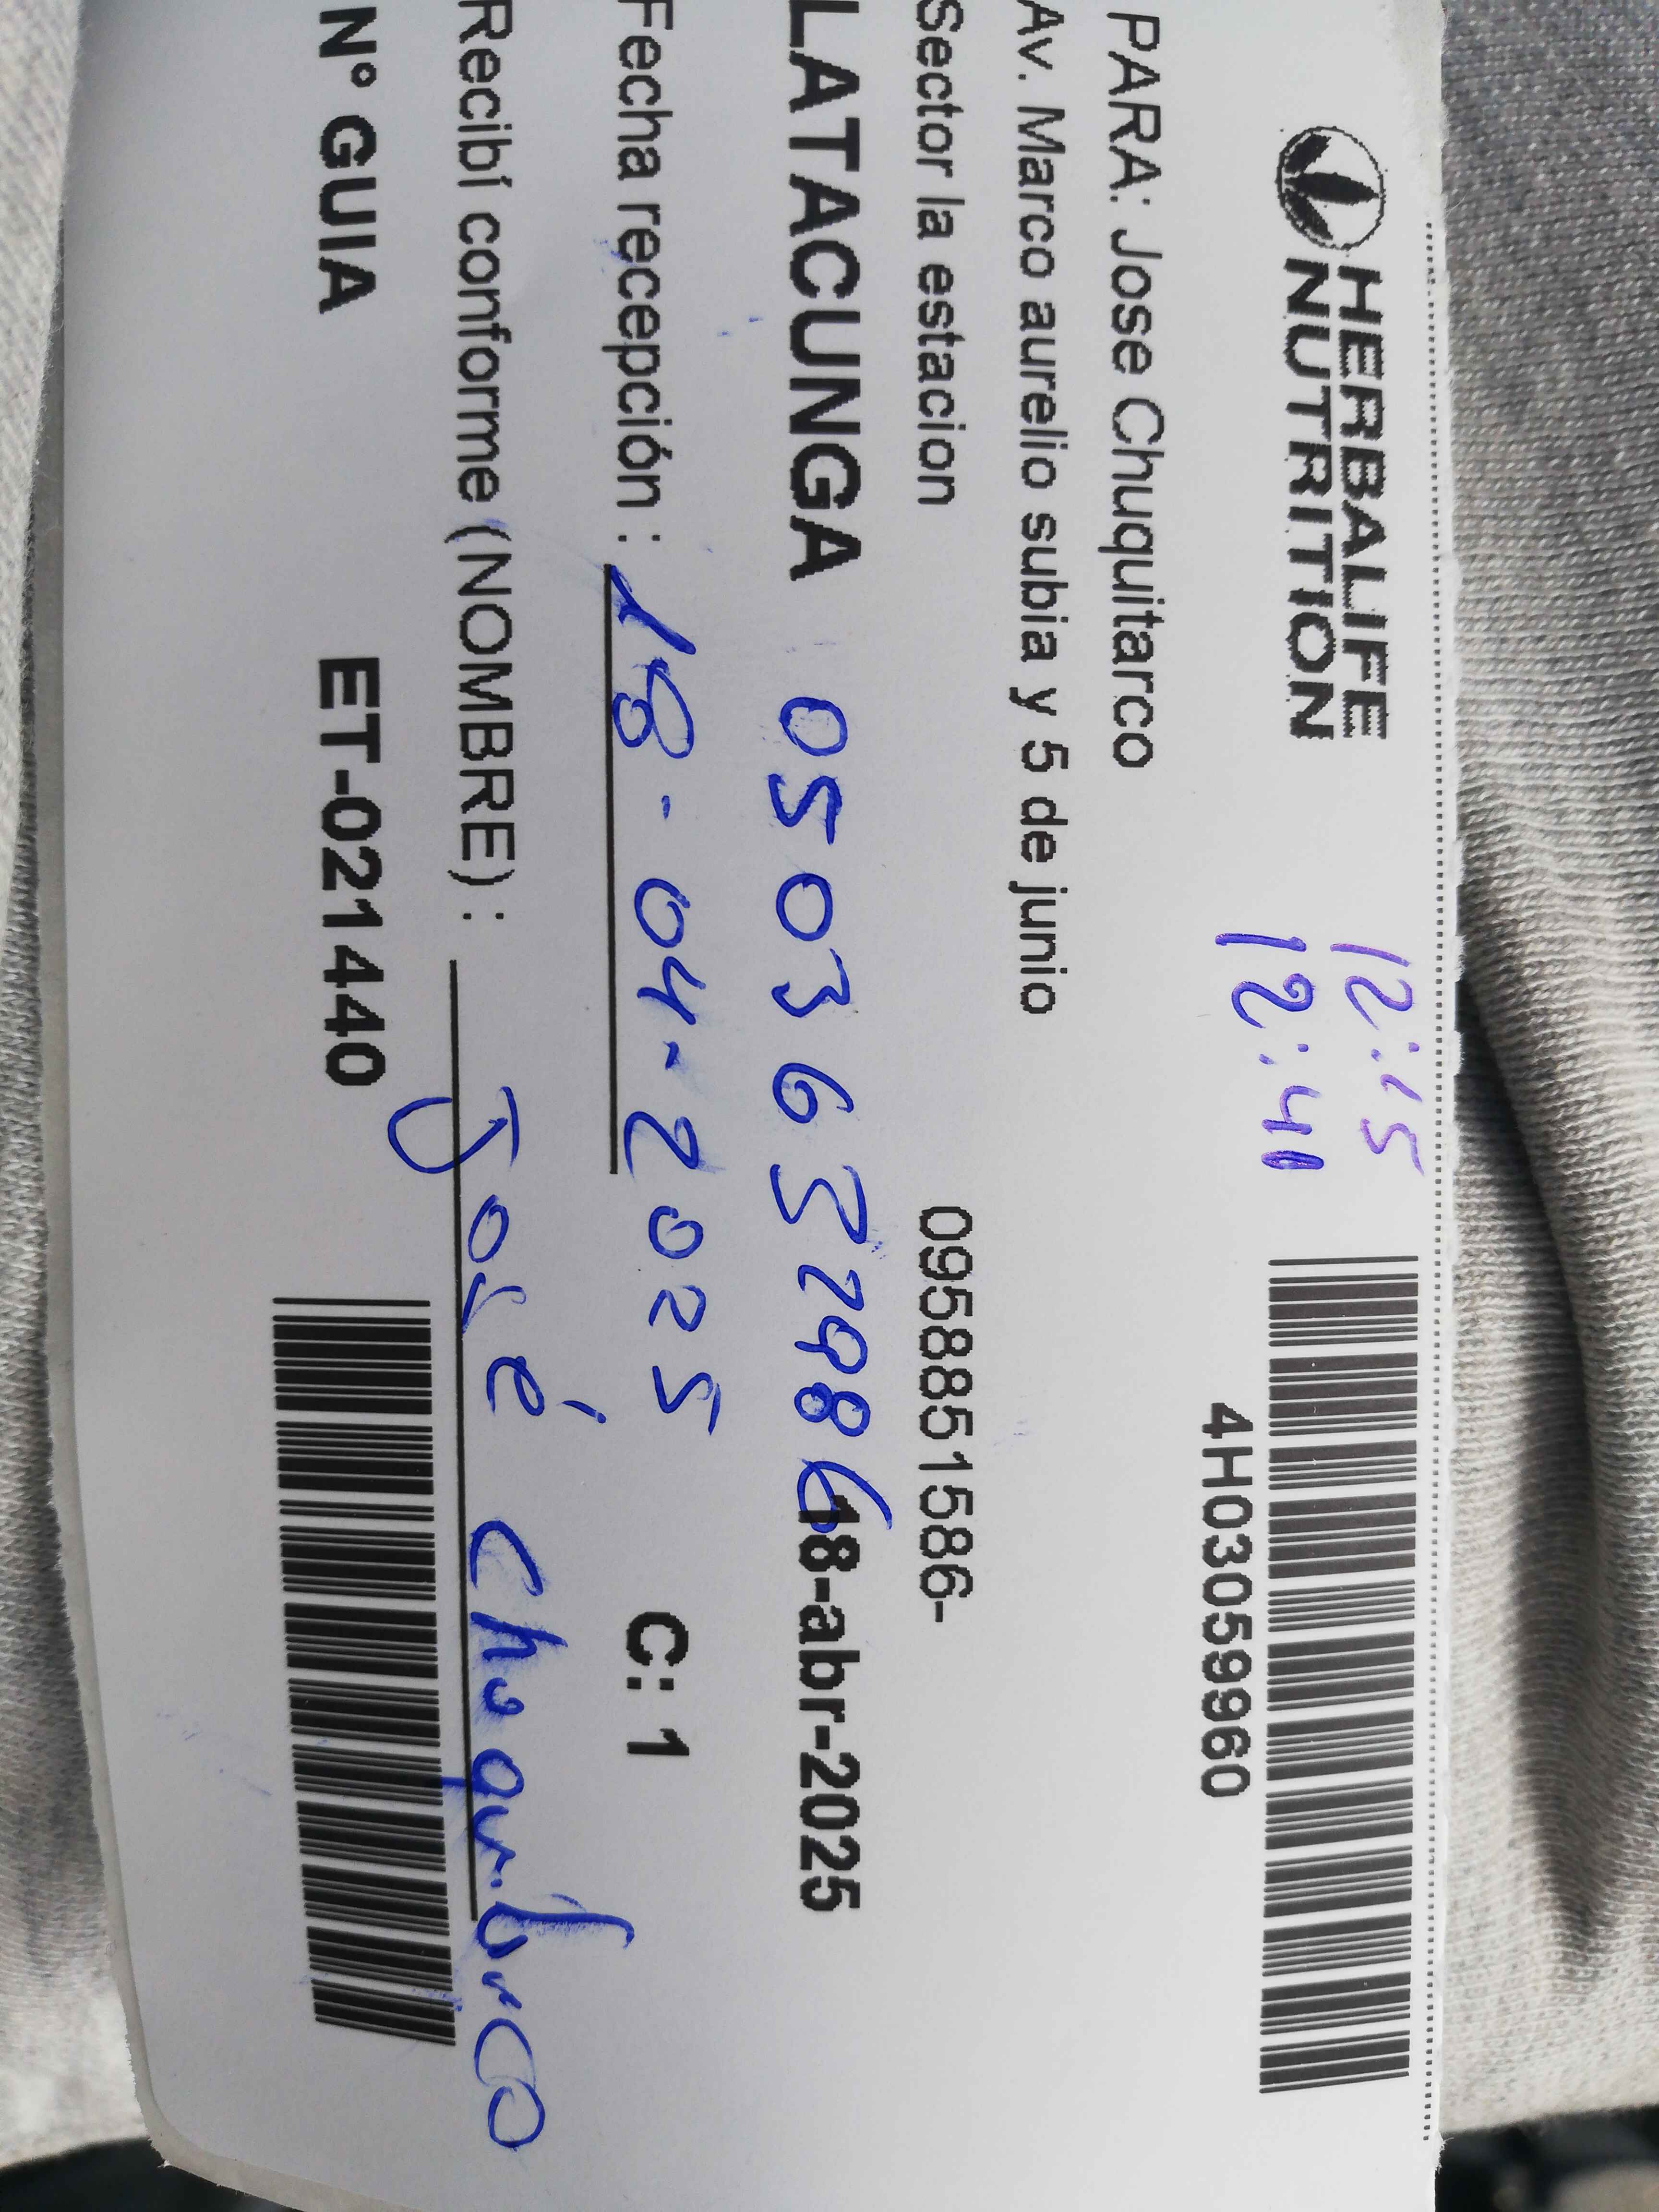 HERBALIFE
NUTRITION
12:15
12:41
4H03059960
PARA: Jose Chuquitarco
Av. Marco aurelio subia y 5 de junio
Sector la estacion 0958851586-
LATACUNGA 18-abr-2025
Fecha recepción : 18-04-2025 C: 1
Recibí conforme (NOMBRE) : José Chuquitarco
N° GUIA ET-021440